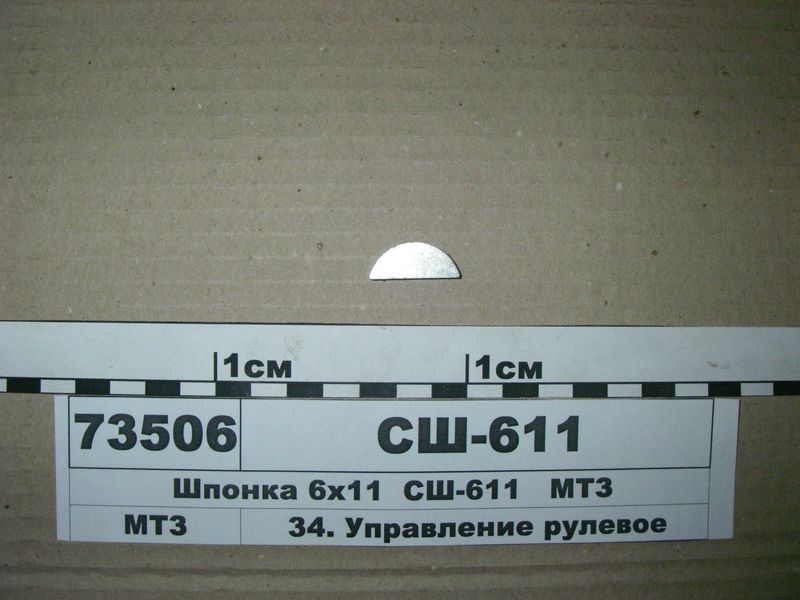 1см 1см
73506 СШ-611
Шпонка 6х11 СШ-611 МТЗ
МТЗ 34. Управление рулевое